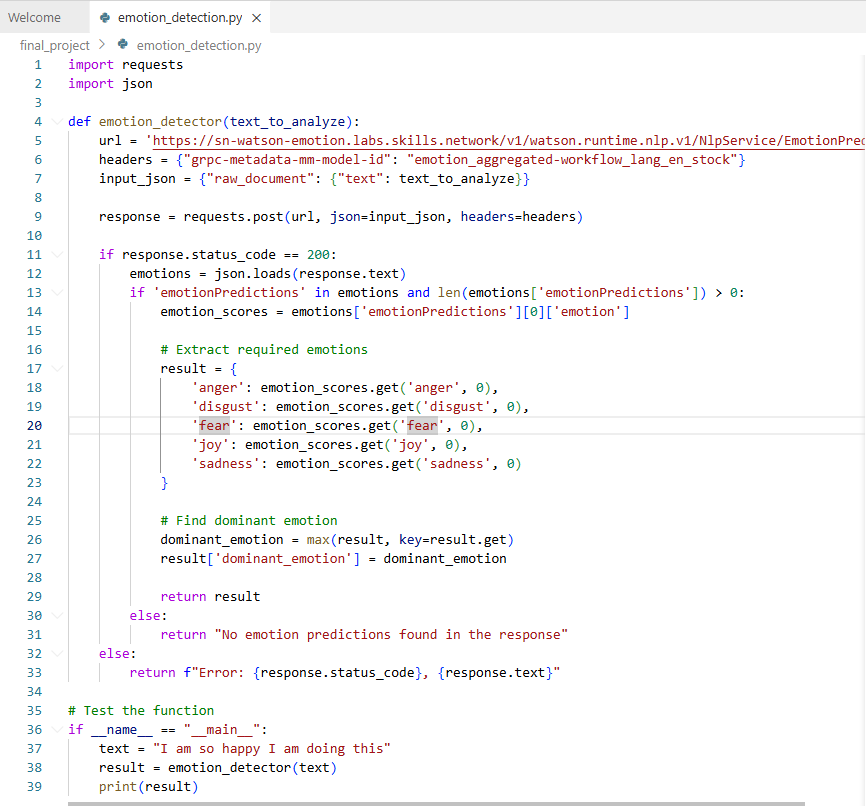 Welcome
emotion_detection.py
final_project > emotion_detection.py
1 import requests
2 import json
3
4 def emotion_detector(text_to_analyze):
5     url = 'https://sn-watson-emotion.labs.skills.network/v1/watson.runtime.nlp.v1/NlpService/EmotionPred
6     headers = {"grpc-metadata-mm-model-id": "emotion_aggregated-workflow_lang_en_stock"}
7     input_json = {"raw_document": {"text": text_to_analyze}}
8
9     response = requests.post(url, json=input_json, headers=headers)
10
11     if response.status_code == 200:
12         emotions = json.loads(response.text)
13         if 'emotionPredictions' in emotions and len(emotions['emotionPredictions']) > 0:
14             emotion_scores = emotions['emotionPredictions'][0]['emotion']
15
16             # Extract required emotions
17             result = {
18                 'anger': emotion_scores.get('anger', 0),
19                 'disgust': emotion_scores.get('disgust', 0),
20                 'fear': emotion_scores.get('fear', 0),
21                 'joy': emotion_scores.get('joy', 0),
22                 'sadness': emotion_scores.get('sadness', 0)
23             }
24
25             # Find dominant emotion
26             dominant_emotion = max(result, key=result.get)
27             result['dominant_emotion'] = dominant_emotion
28
29             return result
30         else:
31             return "No emotion predictions found in the response"
32     else:
33         return f"Error: {response.status_code}, {response.text}"
34
35 # Test the function
36 if __name__ == "__main__":
37     text = "I am so happy I am doing this"
38     result = emotion_detector(text)
39     print(result)